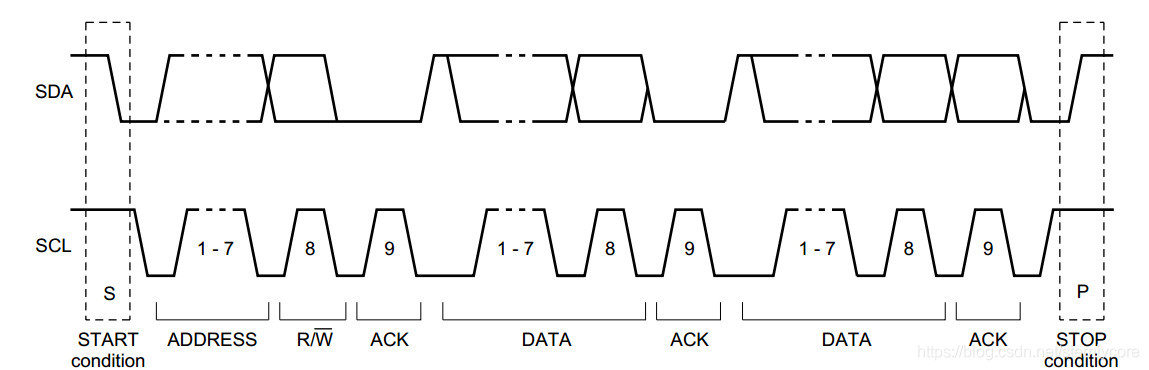 SDA
SCL
1 - 7
8
9
1 - 7
8
9
1 - 7
8
9
S
P
START
condition
ADDRESS
R/W̅
ACK
DATA
ACK
DATA
ACK
STOP
condition